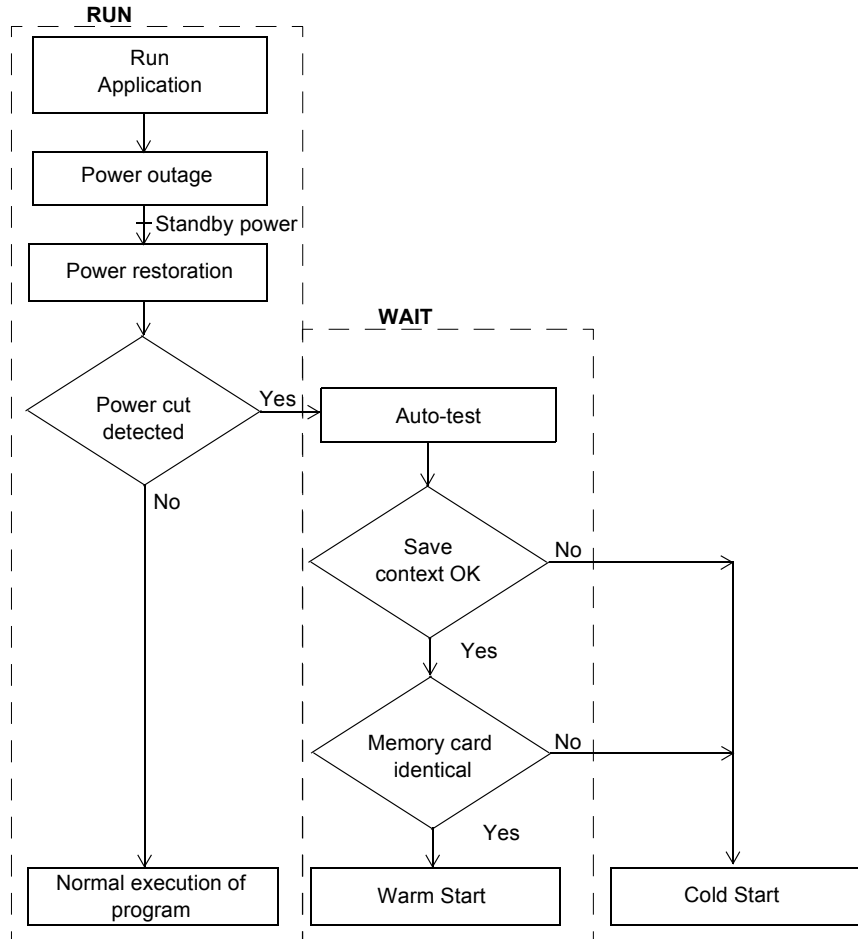 RUN
Run
Application
Power outage
Standby power
Power restoration
WAIT
Power cut
detected
Yes
Auto-test
No
Save
context OK
No
Yes
Memory card
identical
No
Yes
Normal execution of
program
Warm Start
Cold Start